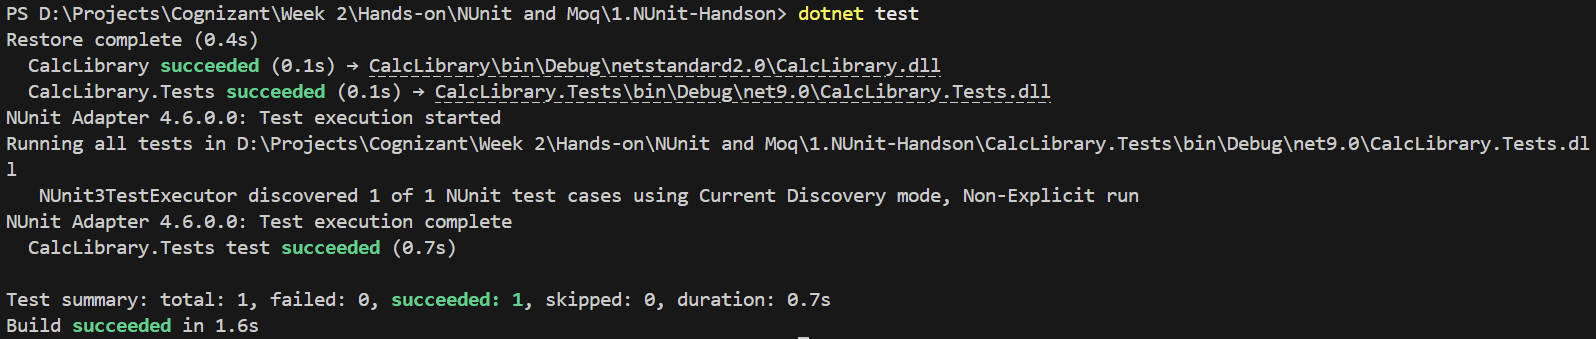 PS D:\Projects\Cognizant\Week 2\Hands-on\NUnit and Moq\1.NUnit-Handson> dotnet test
Restore complete (0.4s)
  CalcLibrary succeeded (0.1s) → CalcLibrary\bin\Debug\netstandard2.0\CalcLibrary.dll
  CalcLibrary.Tests succeeded (0.1s) → CalcLibrary.Tests\bin\Debug\net9.0\CalcLibrary.Tests.dll
NUnit Adapter 4.6.0.0: Test execution started
Running all tests in D:\Projects\Cognizant\Week 2\Hands-on\NUnit and Moq\1.NUnit-Handson\CalcLibrary.Tests\bin\Debug\net9.0\CalcLibrary.Tests.dl
l
   NUnit3TestExecutor discovered 1 of 1 NUnit test cases using Current Discovery mode, Non-Explicit run
NUnit Adapter 4.6.0.0: Test execution complete
  CalcLibrary.Tests test succeeded (0.7s)

Test summary: total: 1, failed: 0, succeeded: 1, skipped: 0, duration: 0.7s
Build succeeded in 1.6s